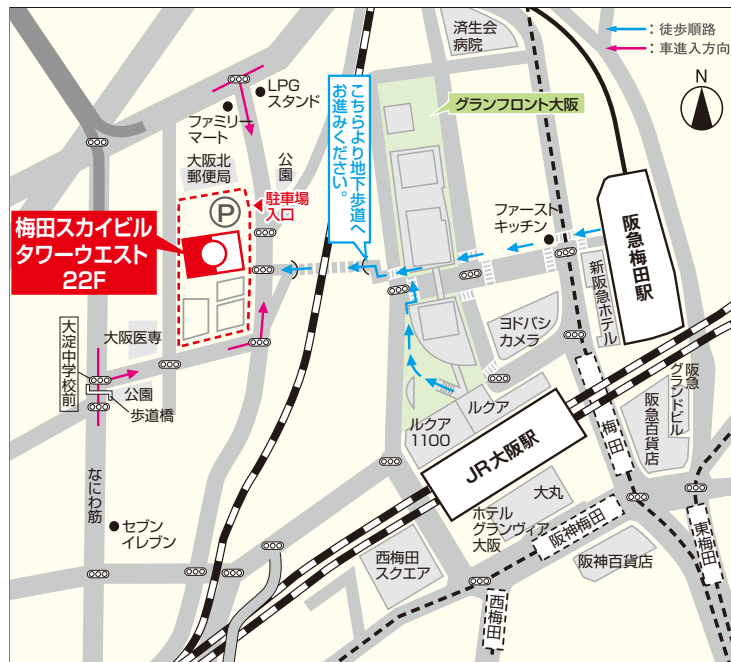 済生会
病院
：徒歩順路
：車進入方向
N
LPG
スタンド
ファミリー
マート
グランフロント大阪
こちらより地下歩道へ
お進みください。
大阪北
郵便局
公園
駐車場
入口
P
ファースト
キッチン
阪急梅田駅
梅田スカイビル
タワーウエスト
22F
新阪急ホテル
大淀中学校前
大阪医専
ヨドバシ
カメラ
公園
歩道橋
ルクア
ルクア
1100
阪急
グランドビル
阪急百貨店
梅田
JR大阪駅
なにわ筋
セブン
イレブン
大丸
ホテル
グランヴィア
大阪
阪神梅田
東梅田
西梅田
スクエア
阪神百貨店
西梅田